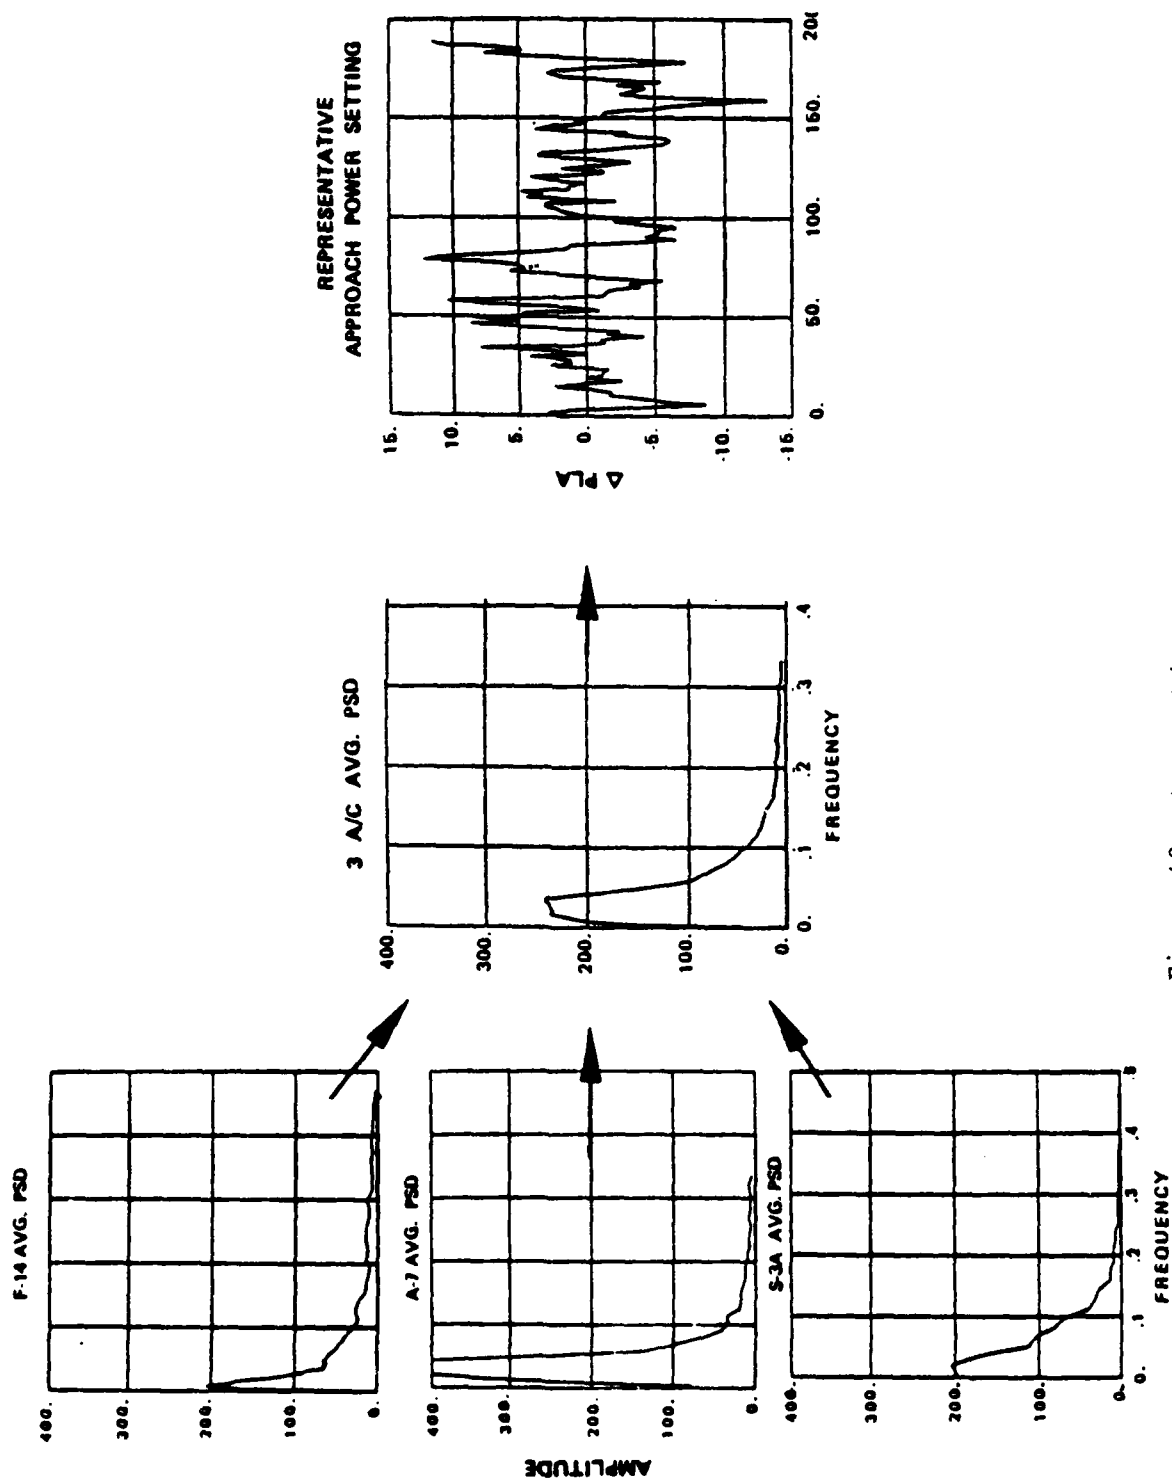 F-14 AVG. PSD
400.
300.
200.
100.
0.
A-7 AVG. PSD
400.
300.
200.
100.
0.
AMPLITUDE
S-3A AVG. PSD
400.
300.
200.
100.
0.
0. .1 .2 .3 .4 .5
FREQUENCY
3 A/C AVG. PSD
400.
300.
200.
100.
0.
0. .1 .2 .3 .4
FREQUENCY
REPRESENTATIVE
APPROACH POWER SETTING
15.
10.
5.
0.
-5.
-10.
-15.
Δ PLA
0. 50. 100. 150. 200